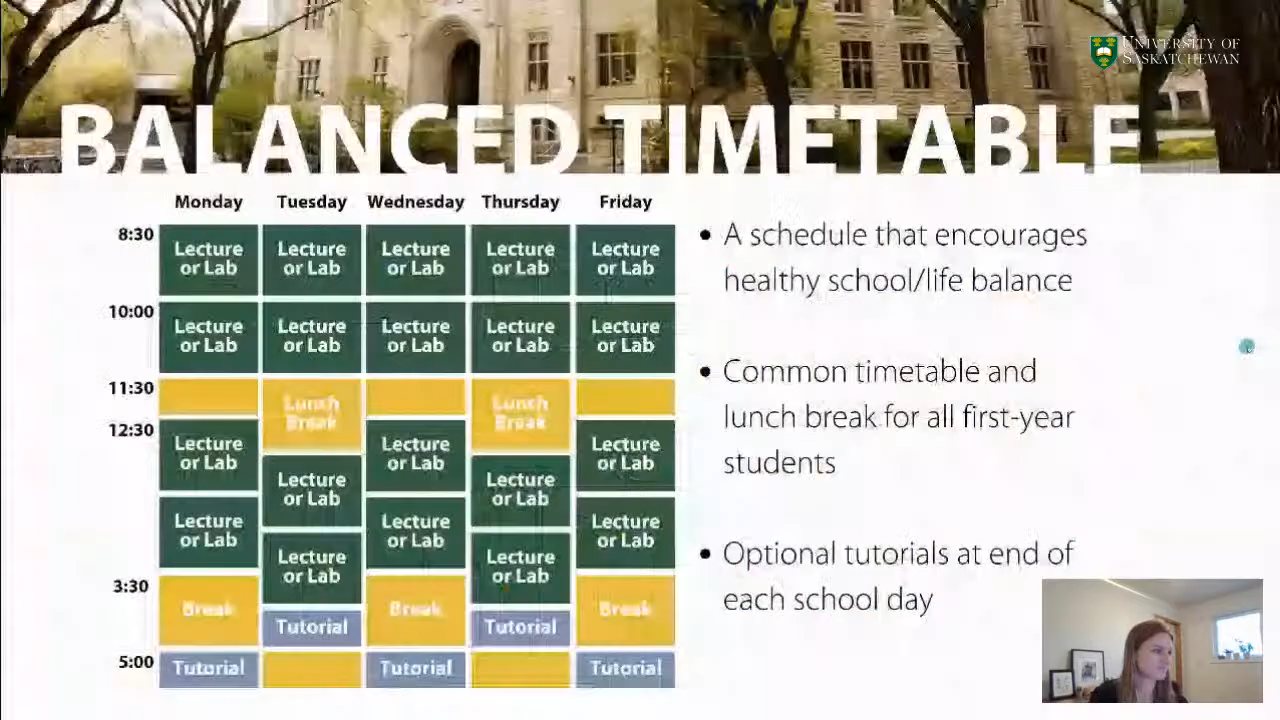 UNIVERSITY OF
SASKATCHEWAN
BALANCED TIMETABLE
Monday Tuesday Wednesday Thursday Friday
8:30
Lecture or Lab
Lecture or Lab
Lecture or Lab
Lecture or Lab
Lecture or Lab
10:00
Lecture or Lab
Lecture or Lab
Lecture or Lab
Lecture or Lab
Lecture or Lab
11:30
Lunch Break
Lunch Break
12:30
Lecture or Lab
Lecture or Lab
Lecture or Lab
Lecture or Lab
Lecture or Lab
Lecture or Lab
Lecture or Lab
Lecture or Lab
Lecture or Lab
Lecture or Lab
3:30
Break
Break
Break
Tutorial
Tutorial
5:00
Tutorial
Tutorial
Tutorial
• A schedule that encourages
healthy school/life balance
• Common timetable and
lunch break for all first-year
students
• Optional tutorials at end of
each school day